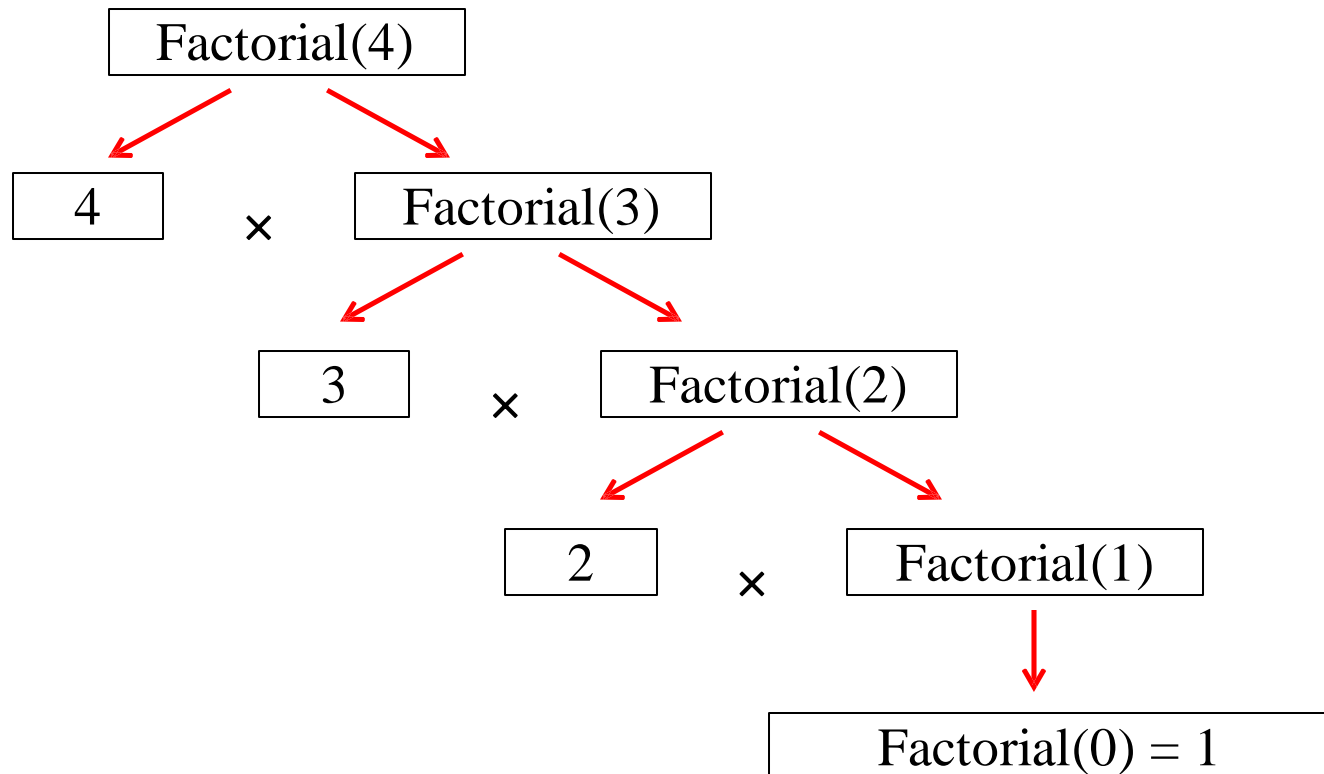 Factorial(4)
4 × Factorial(3)
3 × Factorial(2)
2 × Factorial(1)
Factorial(0) = 1